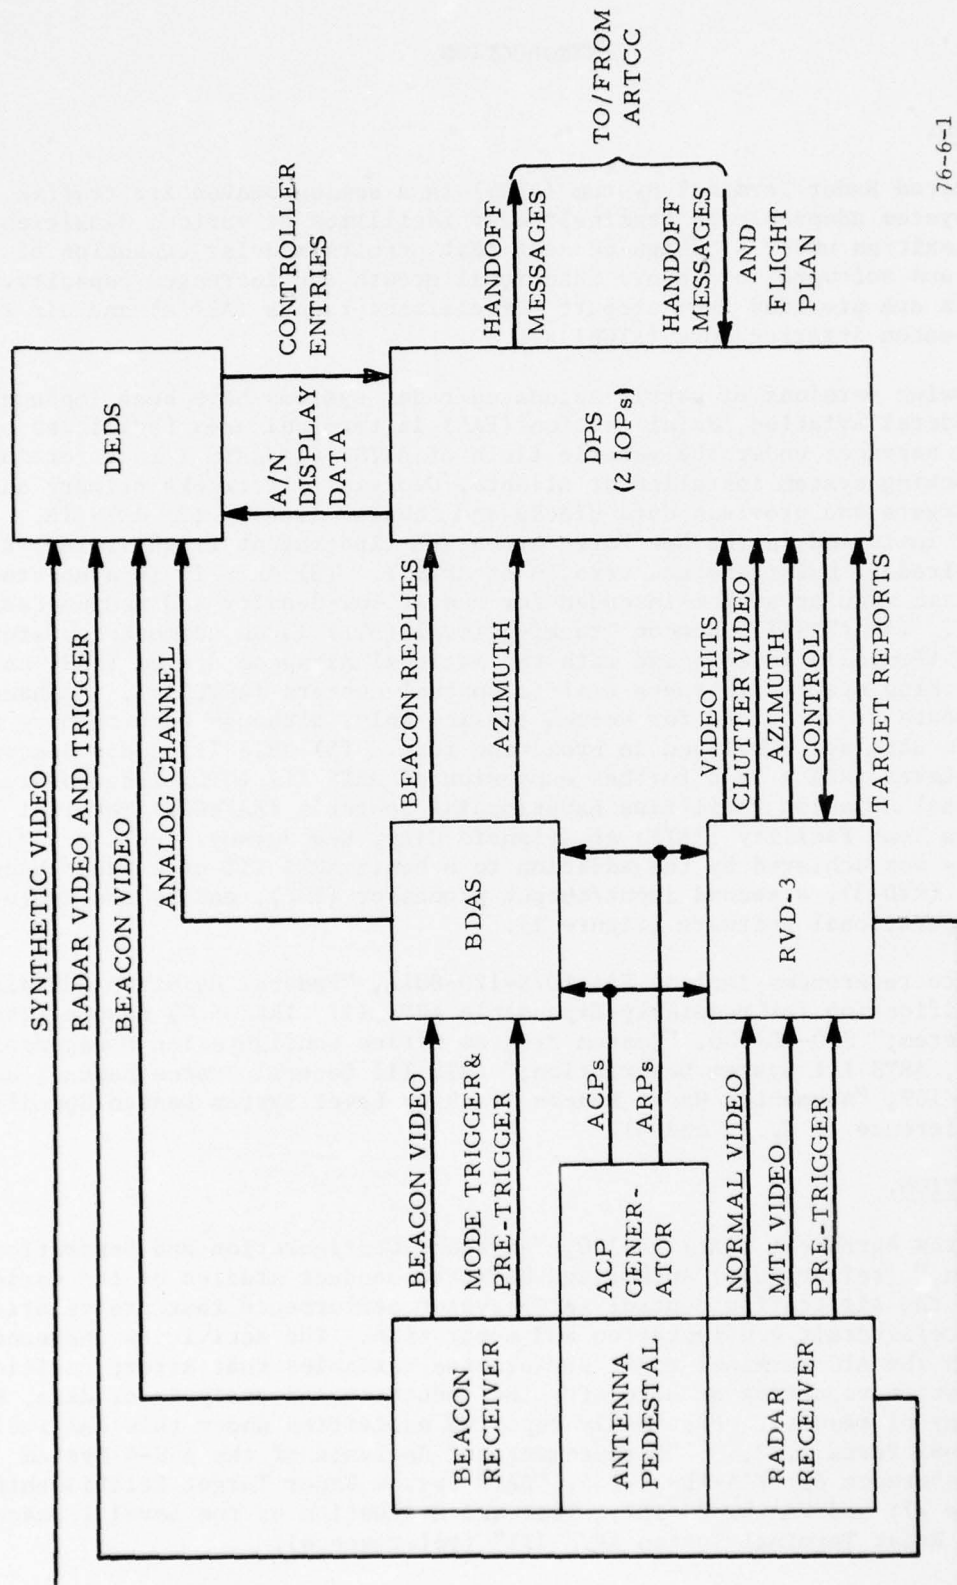 SYNTHETIC VIDEO
RADAR VIDEO AND TRIGGER
BEACON VIDEO
ANALOG CHANNEL
DEDS
A/N
DISPLAY
DATA
CONTROLLER
ENTRIES
BEACON
RECEIVER
ANTENNA
PEDESTAL
RADAR
RECEIVER
ACP
GENER-
ATOR
BEACON VIDEO
MODE TRIGGER&
PRE-TRIGGER
ACPs
ARPs
NORMAL VIDEO
MTI VIDEO
PRE-TRIGGER
BDAS
RVD-3
BEACON REPLIES
AZIMUTH
VIDEO HITS
CLUTTER VIDEO
AZIMUTH
CONTROL
TARGET REPORTS
DPS
(2 IOPs)
HANDOFF
MESSAGES
HANDOFF
MESSAGES
AND
FLIGHT
PLAN
TO/FROM
ARTCC
76-6-1